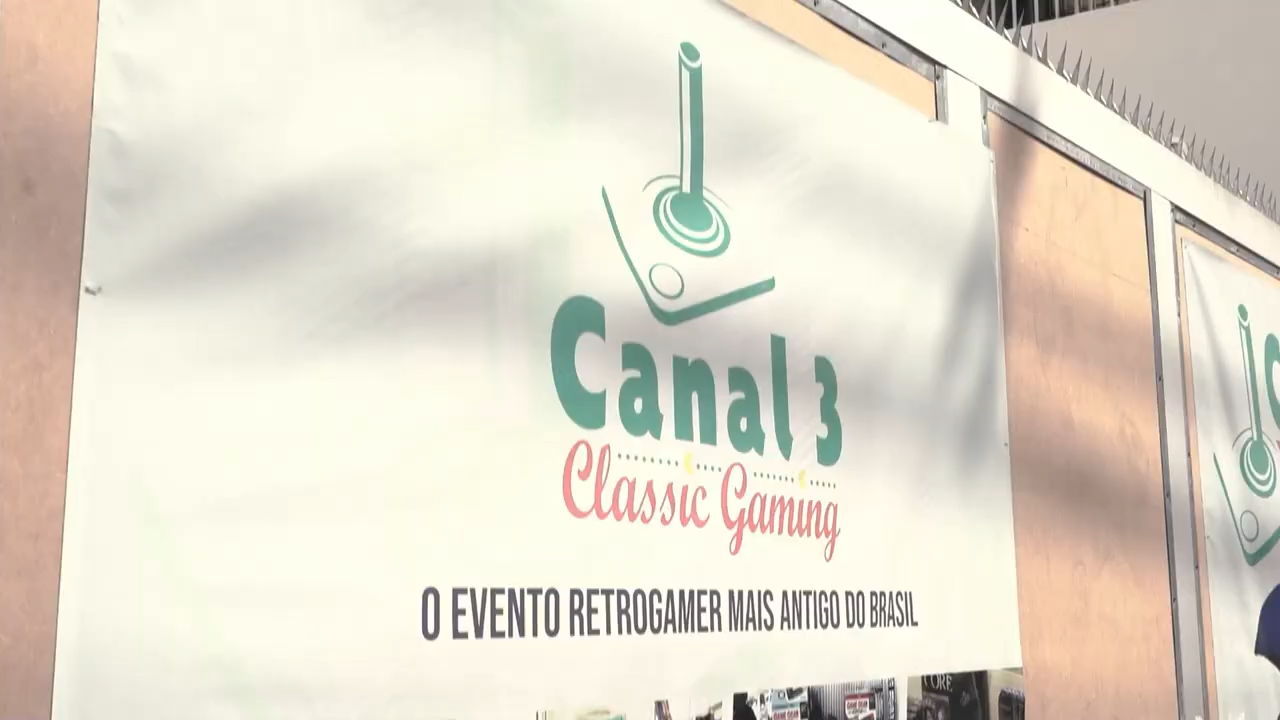 Canal 3
Classic Gaming
O EVENTO RETROGAMER MAIS ANTIGO DO BRASIL